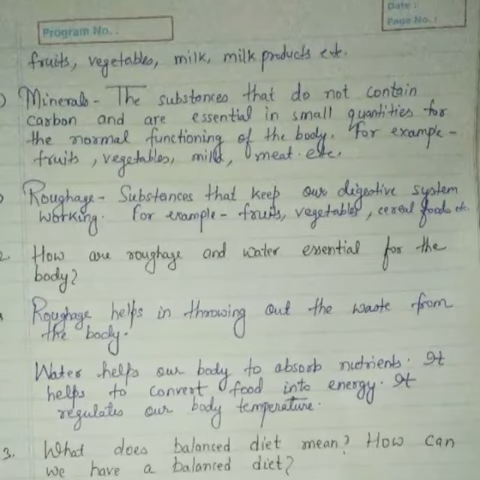 Date :
Program No. :
Page No. :
fruits, vegetables, milk, milk products etc.
Minerals - The substances that do not contain
carbon and are essential in small quantities for
the normal functioning of the body. For example -
fruits, vegetables, milk, meat. etc.
Roughage - Substances that keep our digestive system
working. For example - fruits, vegetables, cereal foods etc.
2. How are roughage and water essential for the
body?
Roughage helps in throwing out the waste from
the body.
Water helps our body to absorb nutrients. It
helps to convert food into energy. It
regulates our body temperature.
3. What does balanced diet mean? How can
we have a balanced diet?